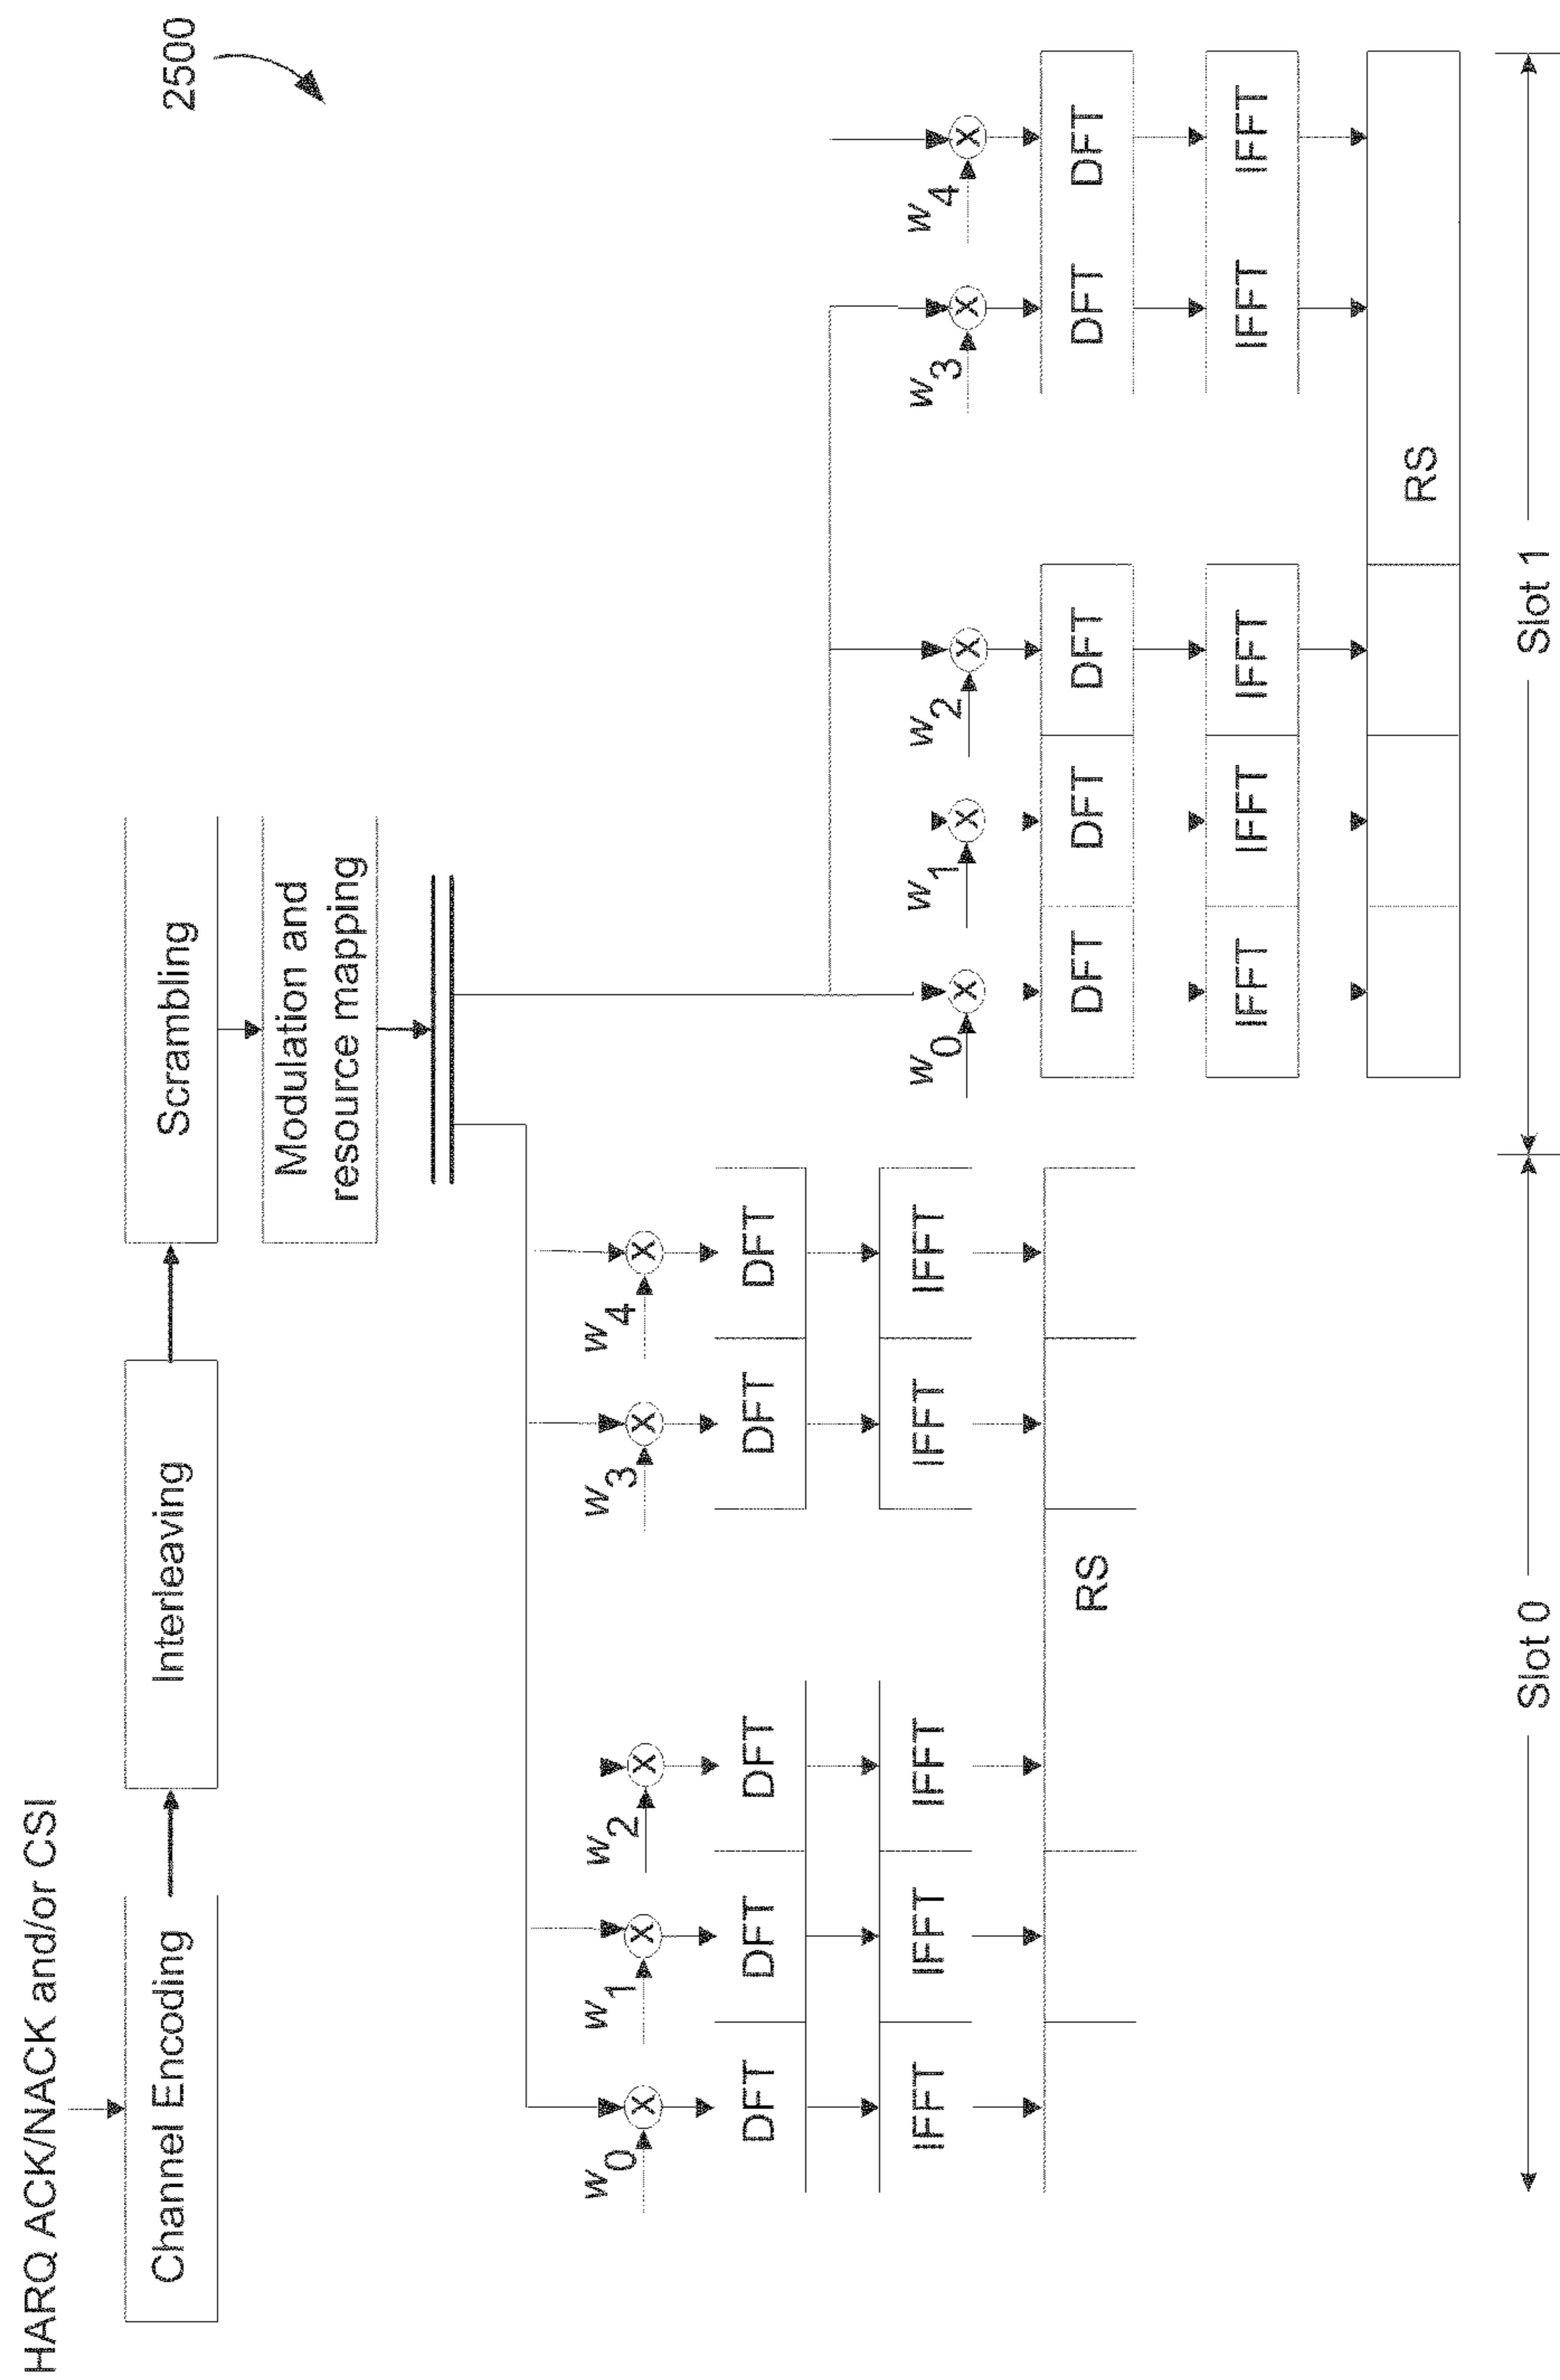 2500
HARQ ACK/NACK and/or CSI
Channel Encoding
Interleaving
Scrambling
Modulation and
resource mapping
w0
w1
w2
w3
w4
X
X
X
X
X
DFT
DFT
DFT
DFT
DFT
IFFT
IFFT
IFFT
IFFT
IFFT
RS
w0
w1
w2
w3
w4
X
X
X
X
X
DFT
DFT
DFT
DFT
DFT
IFFT
IFFT
IFFT
IFFT
IFFT
RS
Slot 0
Slot 1